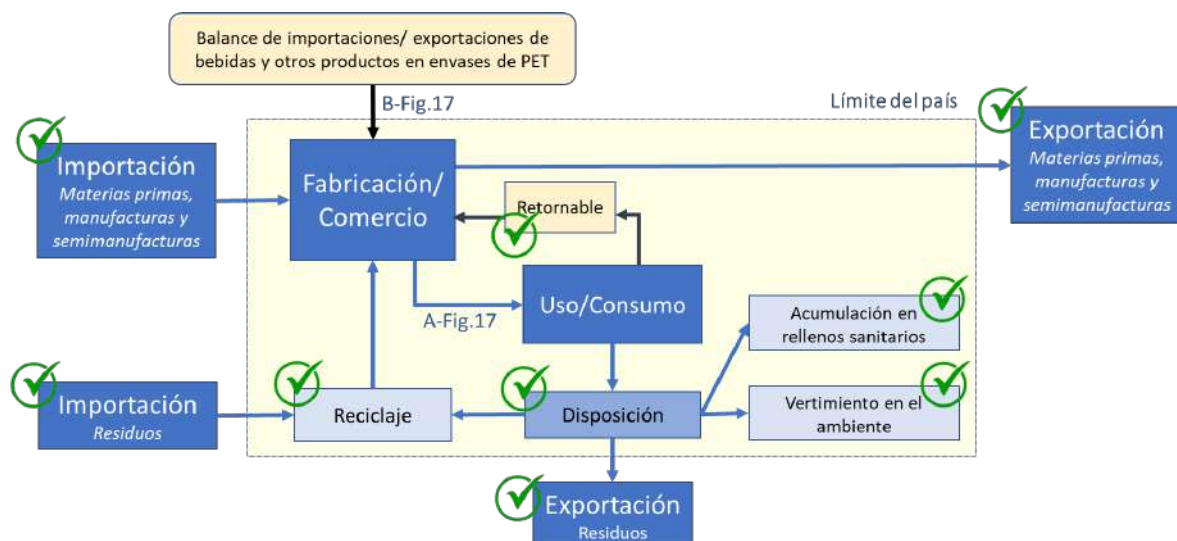 Balance de importaciones/ exportaciones de
bebidas y otros productos en envases de PET
B-Fig.17
Límite del país
Importación
Materias primas,
manufacturas y
semimanufacturas
Fabricación/
Comercio
Retornable
Exportación
Materias primas,
manufacturas y
semimanufacturas
A-Fig.17
Uso/Consumo
Acumulación en
rellenos sanitarios
Importación
Residuos
Reciclaje
Disposición
Vertimiento en el
ambiente
Exportación
Residuos